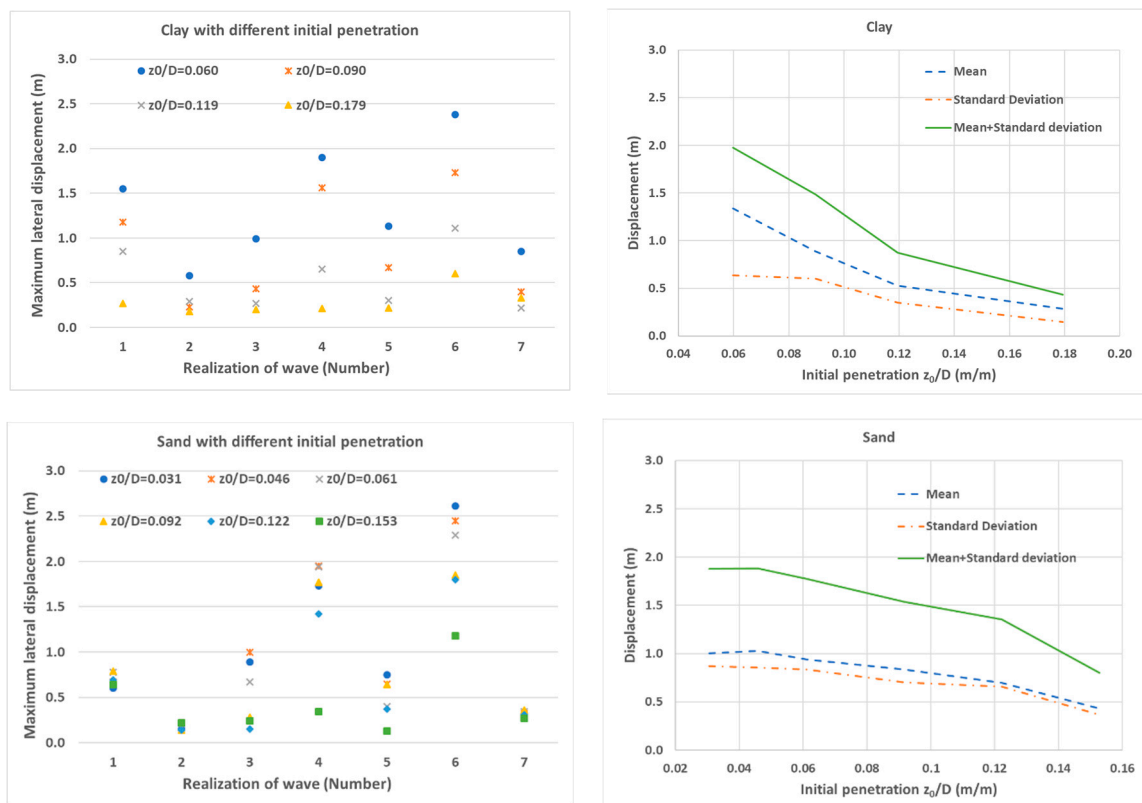 Clay with different initial penetration
3.0
z0/D=0.060
z0/D=0.090
2.5
z0/D=0.119
z0/D=0.179
2.0
1.5
1.0
0.5
0.0
1 2 3 4 5 6 7
Maximum lateral displacement (m)
Realization of wave (Number)
Clay
3.0
Mean
2.5
Standard Deviation
Mean+Standard deviation
2.0
1.5
1.0
0.5
0.0
0.04 0.06 0.08 0.10 0.12 0.14 0.16 0.18 0.20
Displacement (m)
Initial penetration z₀/D (m/m)
Sand with different initial penetration
3.0
z0/D=0.031
z0/D=0.046
z0/D=0.061
2.5
z0/D=0.092
z0/D=0.122
z0/D=0.153
2.0
1.5
1.0
0.5
0.0
1 2 3 4 5 6 7
Maximum lateral displacement (m)
Realization of wave (Number)
Sand
3.0
Mean
2.5
Standard Deviation
Mean+Standard deviation
2.0
1.5
1.0
0.5
0.0
0.02 0.04 0.06 0.08 0.1 0.12 0.14 0.16
Displacement (m)
Initial penetration z₀/D (m/m)